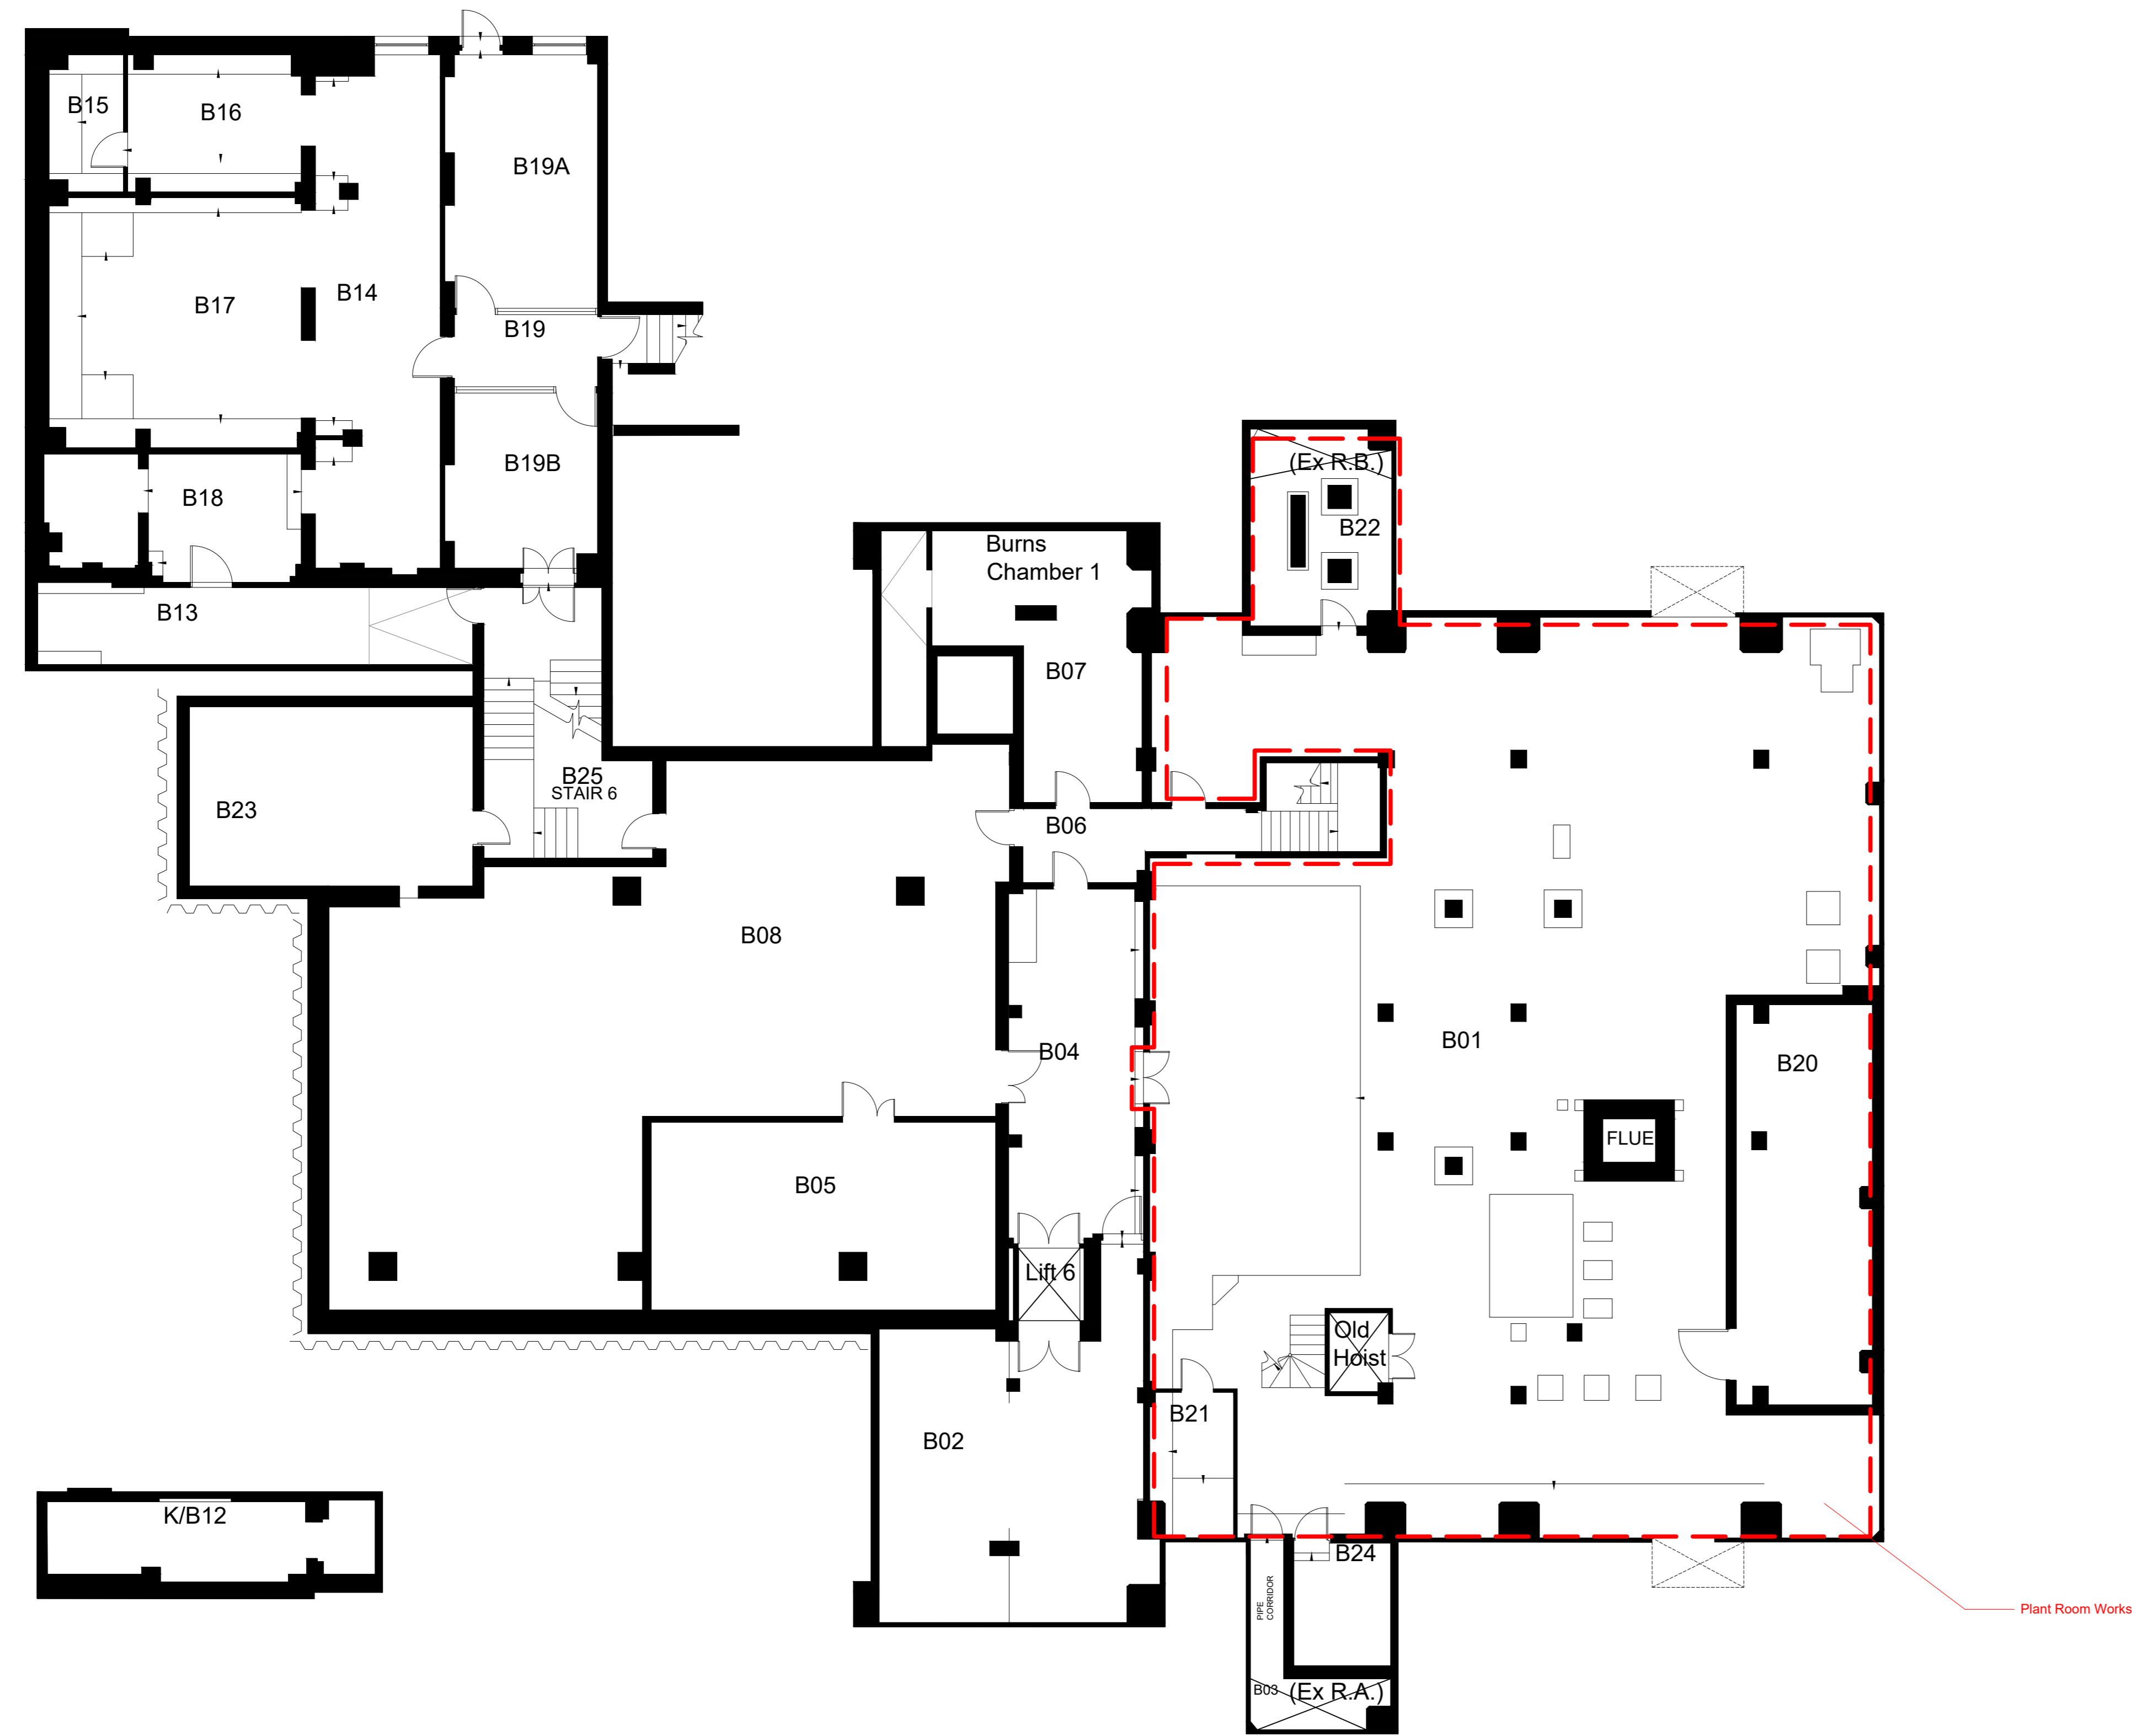 B15
B16
B19A
B17
B14
B19
B19B
B18
B13
(Ex R.B.)
B22
Burns
Chamber 1
B07
B25
STAIR 6
B23
B06
B08
B04
B01
B20
FLUE
B05
Lift 6
Old
Hoist
B21
B02
K/B12
B24
PIPE
CORRIDOR
Plant Room Works
B03
(Ex R.A.)